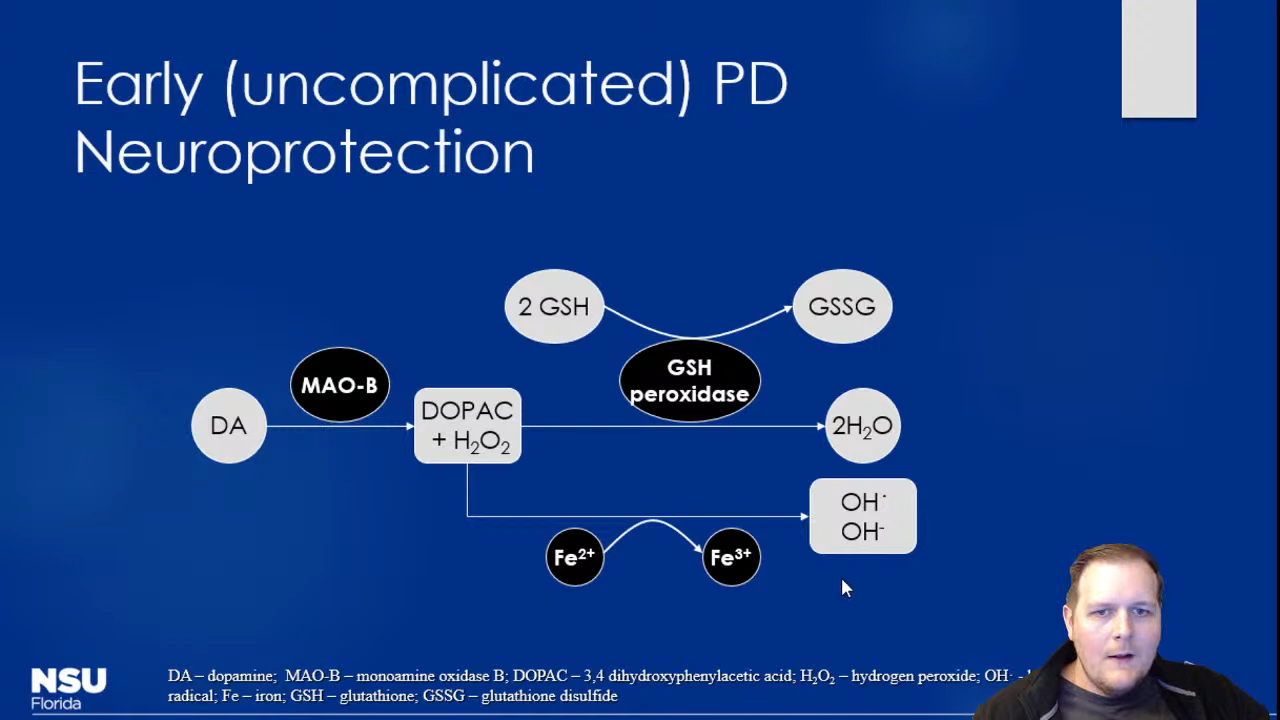 Early (uncomplicated) PD
Neuroprotection
2 GSH
GSSG
GSH
peroxidase
MAO-B
DA
DOPAC
+ H₂O₂
2H₂O
OH˙
OH⁻
Fe²⁺
Fe³⁺
NSU
Florida
DA – dopamine; MAO-B – monoamine oxidase B; DOPAC – 3,4 dihydroxyphenylacetic acid; H₂O₂ – hydrogen peroxide; OH˙ -
radical; Fe – iron; GSH – glutathione; GSSG – glutathione disulfide